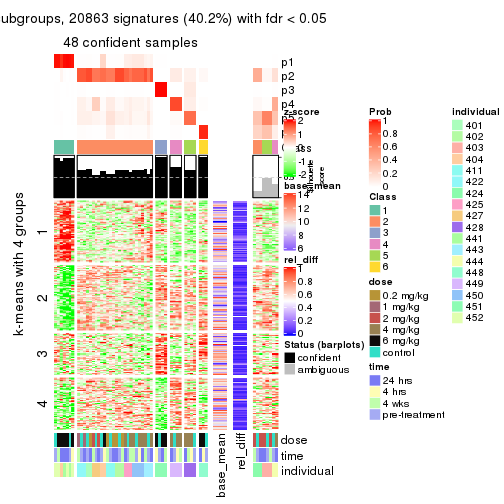 ubgroups, 20863 signatures (40.2%) with fdr < 0.05
48 confident samples
p1
p2
p3
p4
z-score
2
1
0
-1
-2
Silhouette
score
base_mean
14
12
10
8
6
rel_diff
1
0.8
0.6
0.4
0.2
0
Status (barplots)
confident
ambiguous
Prob
1
0.8
0.6
0.4
0.2
0
Class
1
2
3
4
5
6
dose
0.2 mg/kg
1 mg/kg
2 mg/kg
4 mg/kg
6 mg/kg
control
time
24 hrs
4 hrs
4 wks
pre-treatment
individual
401
402
403
404
411
422
424
425
427
428
441
443
444
448
449
450
451
452
k-means with 4 groups
1
2
3
4
base_mean
rel_diff
dose
time
individual